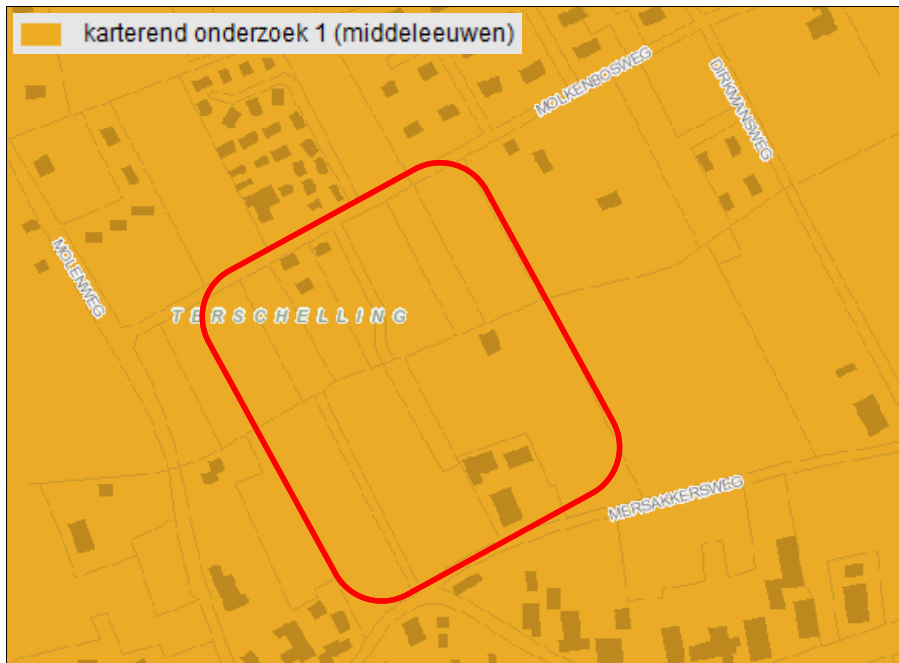 karterend onderzoek 1 (middeleeuwen)
MOLKENBOSWEG
DIRKMANSWEG
MOLENWEG
TERSCHELLING
MERSAKKERSWEG